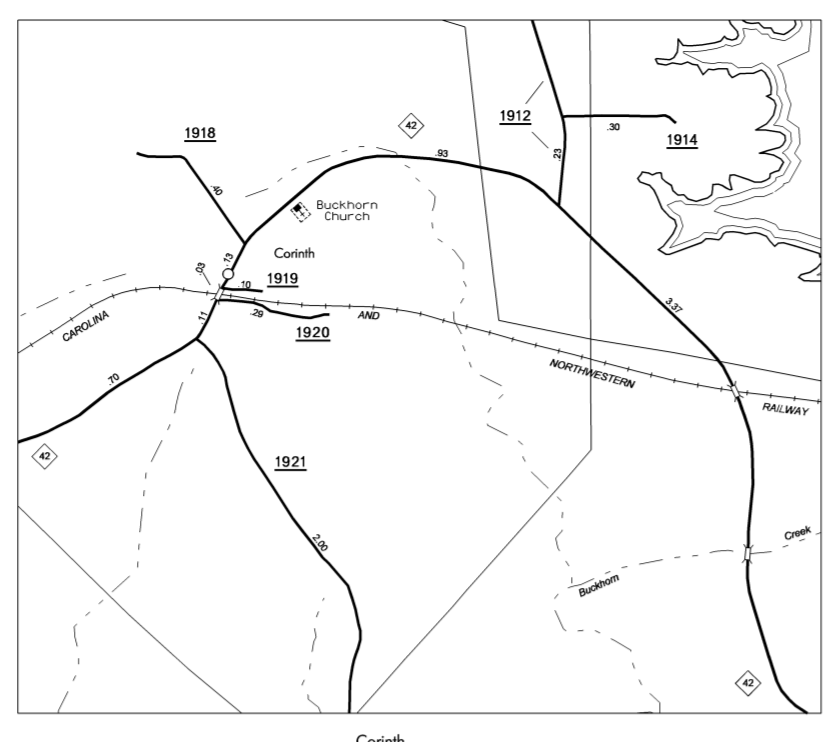 1912
.30
1914
42
1918
.93
.23
.40
Buckhorn
Church
.13
Corinth
.03
.10
1919
.29
1920
CAROLINA
AND
NORTHWESTERN
RAILWAY
3.37
.11
.70
42
1921
2.00
Creek
Buckhorn
42
Corinth